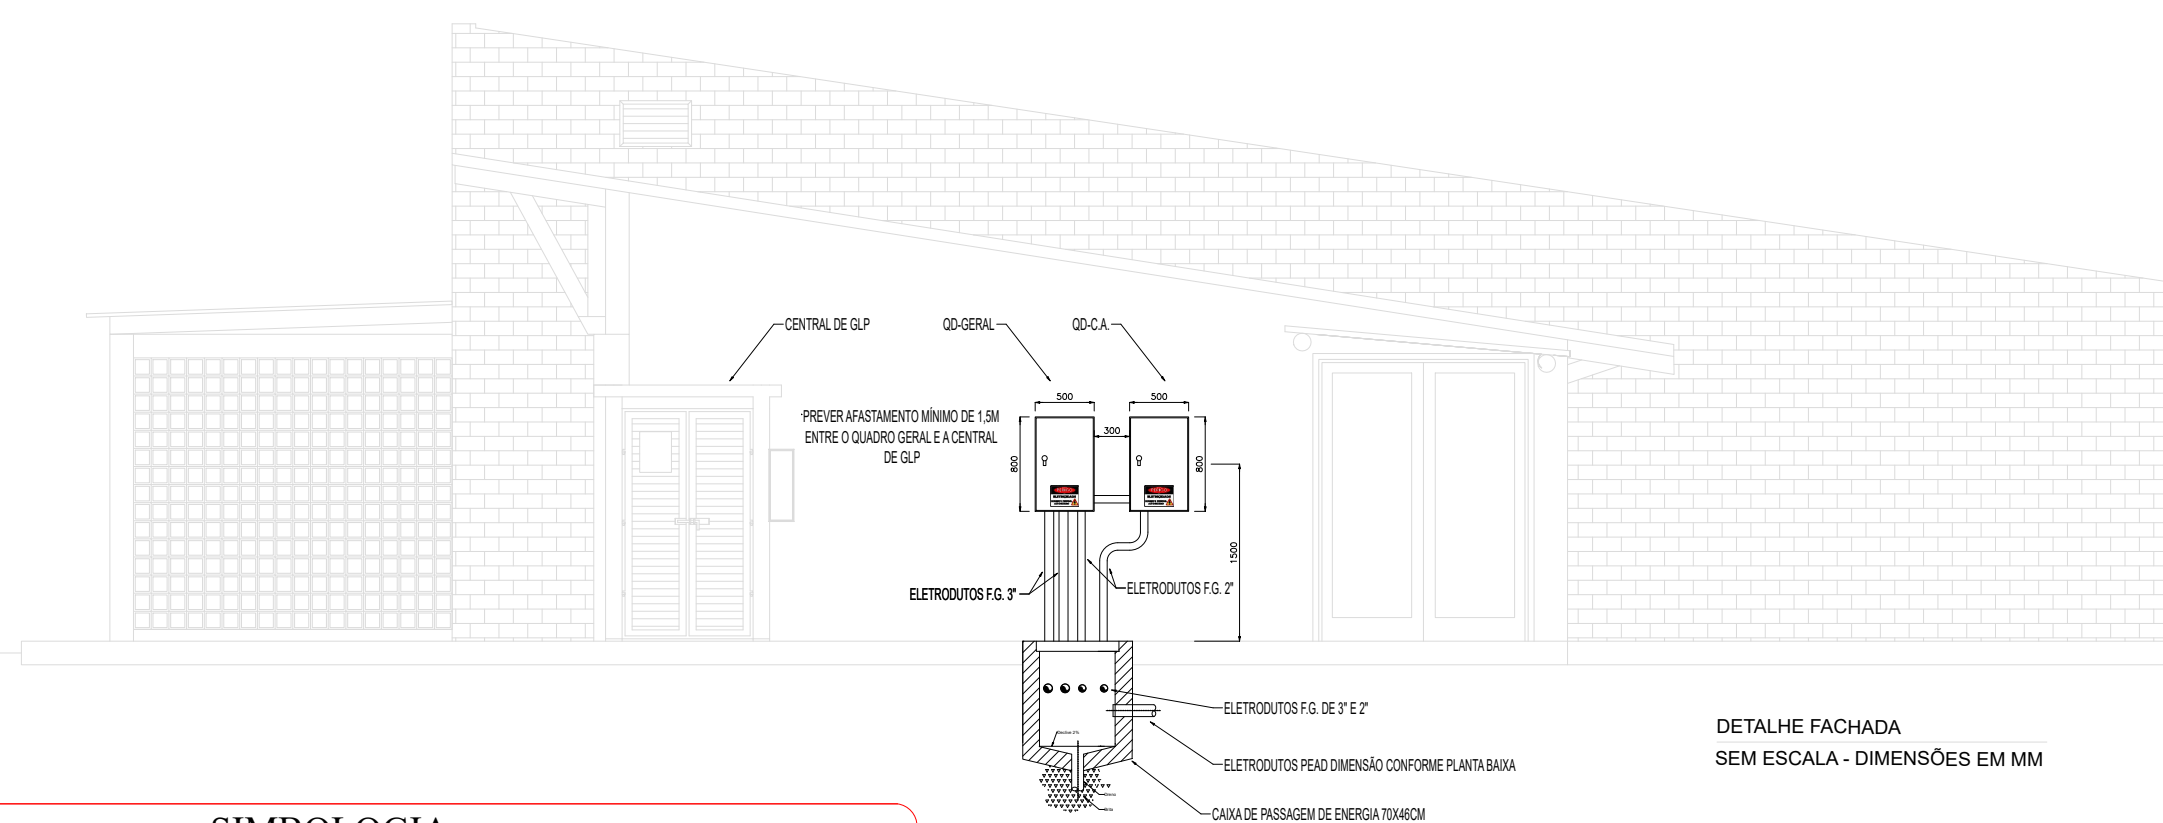 CENTRAL DE GLP
QD-GERAL
QD-C.A.
500
500
PREVER AFASTAMENTO MÍNIMO DE 1,5M
ENTRE O QUADRO GERAL E A CENTRAL
DE GLP
300
800
800
1500
ELETRODUTOS F.G. 3"
ELETRODUTOS F.G. 2"
ELETRODUTOS F.G. DE 3" E 2"
DETALHE FACHADA
SEM ESCALA - DIMENSÕES EM MM
ELETRODUTOS PEAD DIMENSÃO CONFORME PLANTA BAIXA
CAIXA DE PASSAGEM DE ENERGIA 70X46CM
SIMBOLOGIA